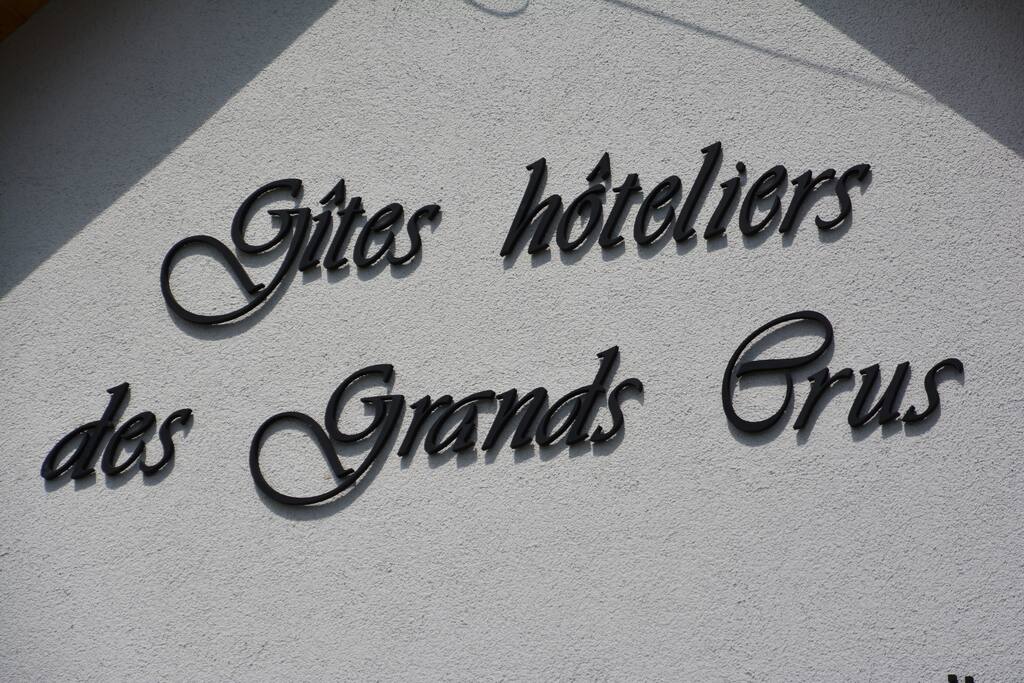 Gîtes hôteliers
des Grands Crus